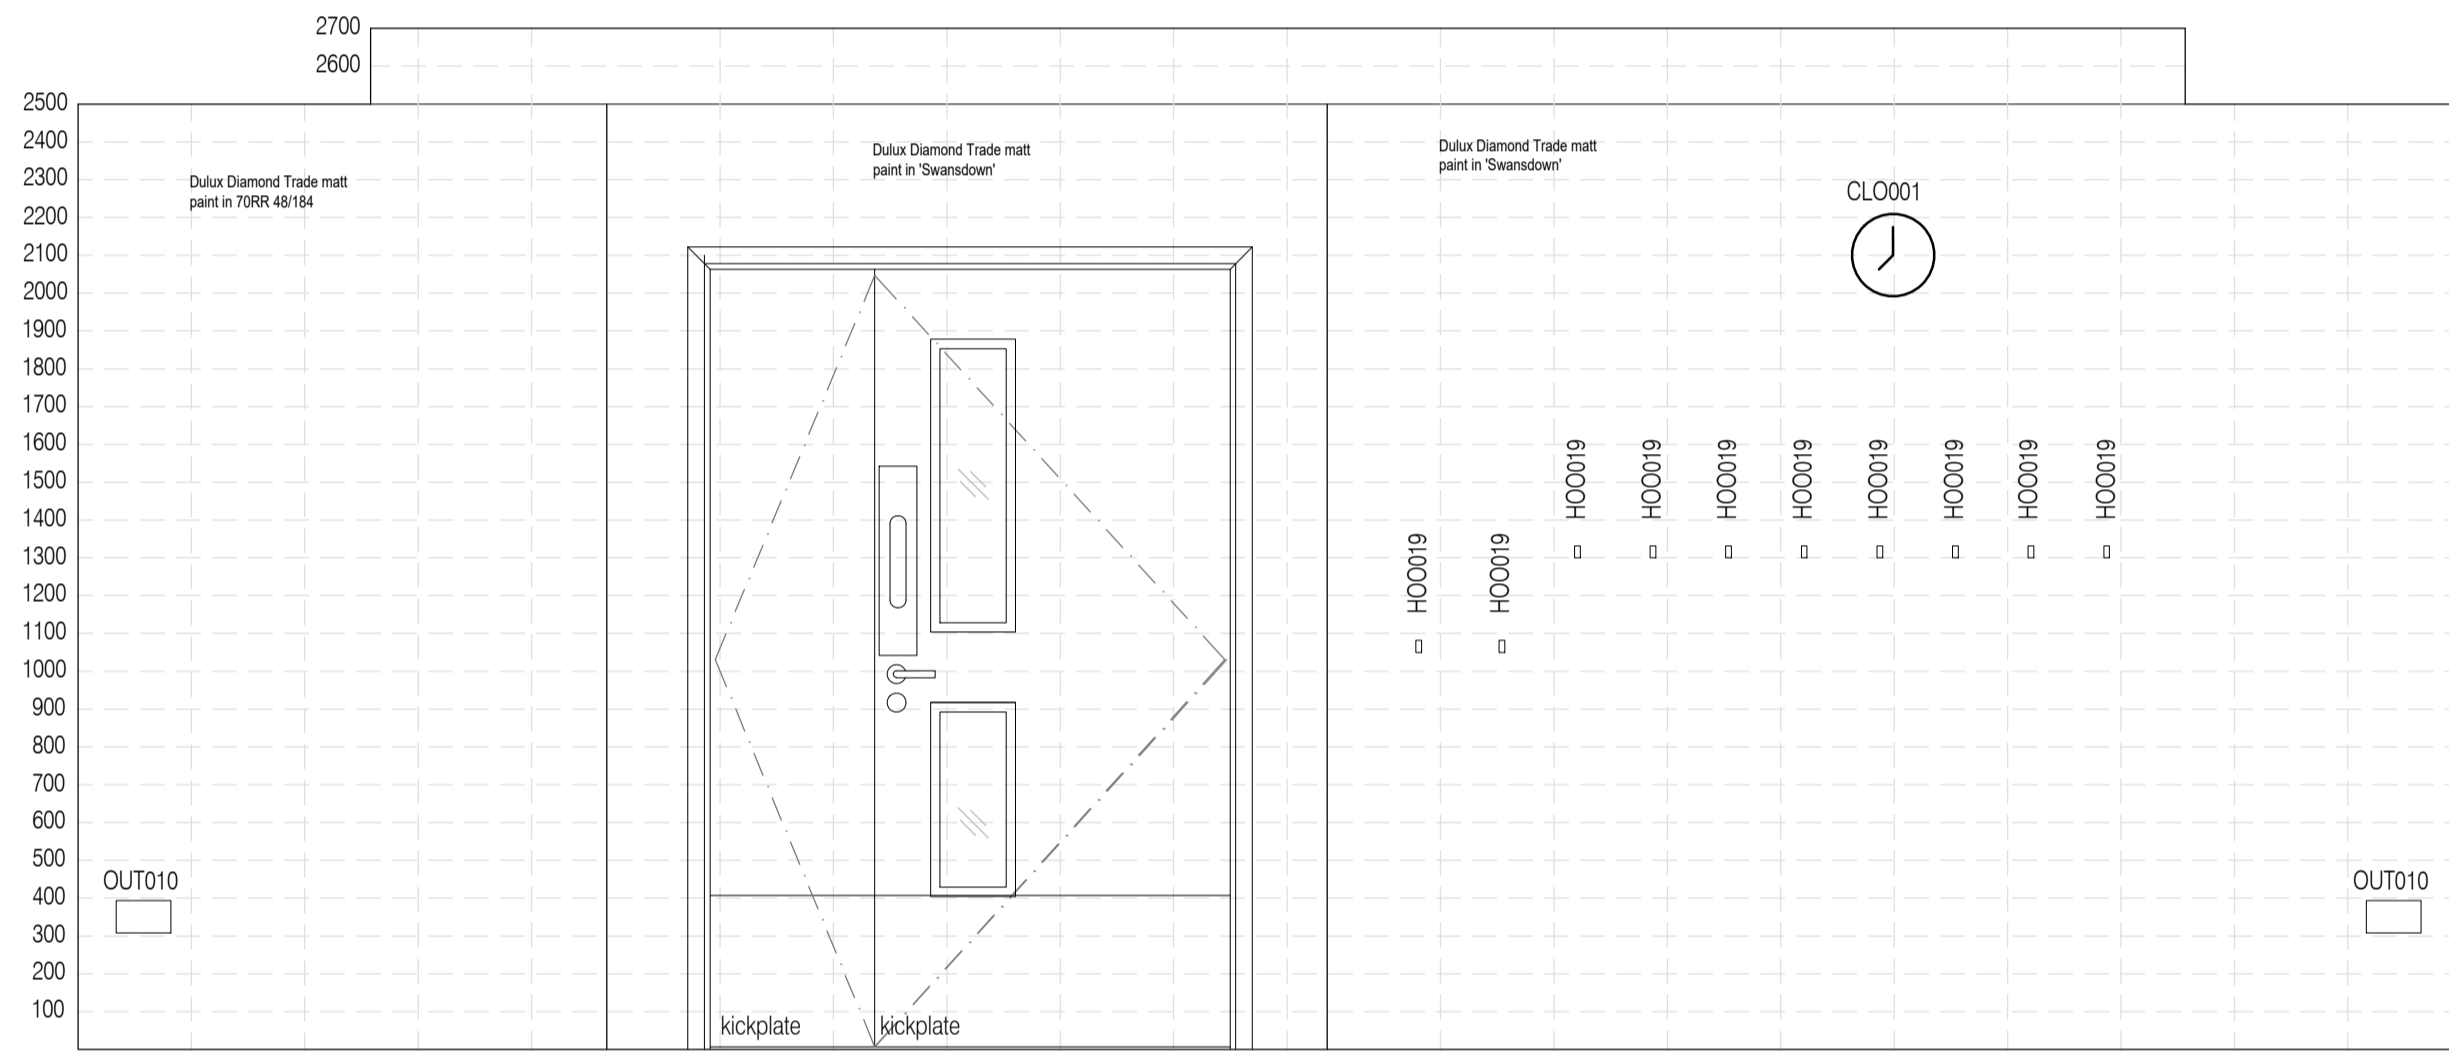 2700
2600
2500
2400
2300
2200
2100
2000
1900
1800
1700
1600
1500
1400
1300
1200
1100
1000
900
800
700
600
500
400
300
200
100
Dulux Diamond Trade matt
paint in 70RR 48/184
OUT010
Dulux Diamond Trade matt
paint in 'Swansdown'
kickplate
kickplate
Dulux Diamond Trade matt
paint in 'Swansdown'
CLO001
HOO019
HOO019
HOO019
HOO019
HOO019
HOO019
HOO019
HOO019
HOO019
HOO019
OUT010